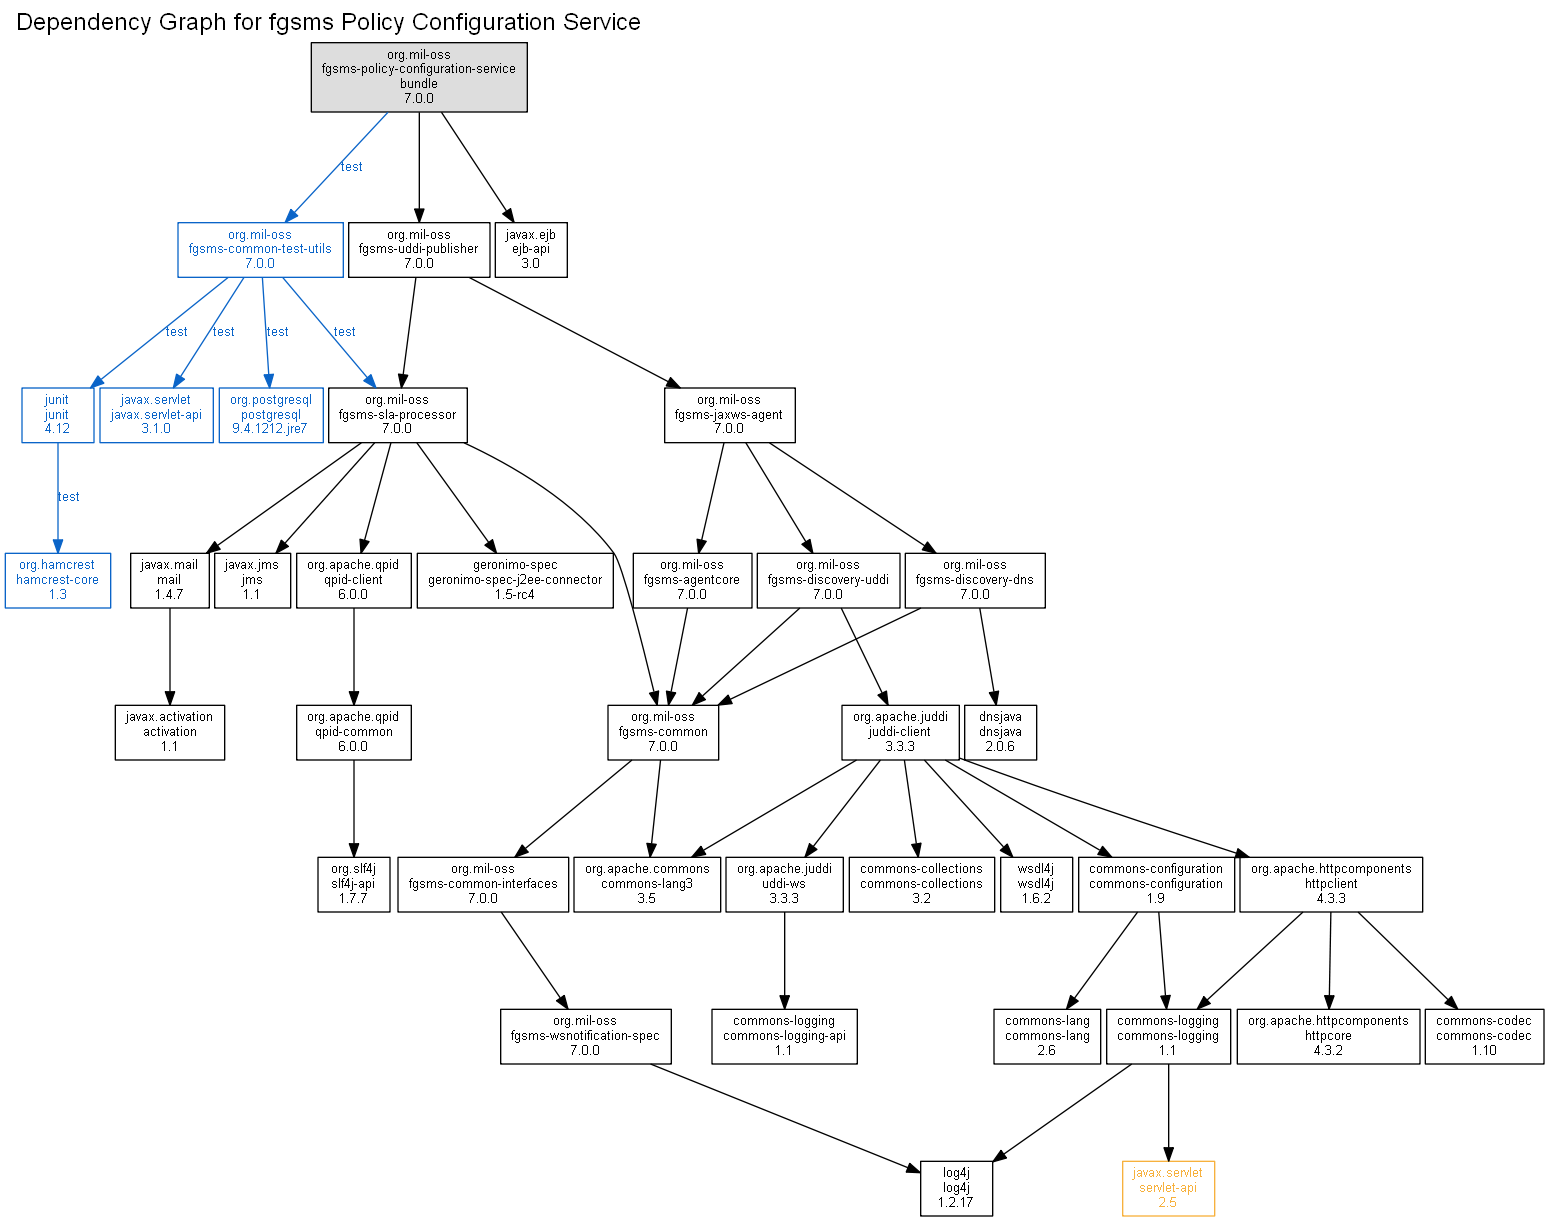 Dependency Graph for fgsms Policy Configuration Service
org.mil-oss
fgsms-policy-configuration-service
bundle
7.0.0
test
org.mil-oss
fgsms-common-test-utils
7.0.0
org.mil-oss
fgsms-uddi-publisher
7.0.0
javax.ejb
ejb-api
3.0
test
test
test
test
junit
junit
4.12
javax.servlet
javax.servlet-api
3.1.0
org.postgresql
postgresql
9.4.1212.jre7
org.mil-oss
fgsms-sla-processor
7.0.0
org.mil-oss
fgsms-jaxws-agent
7.0.0
test
org.hamcrest
hamcrest-core
1.3
javax.mail
mail
1.4.7
javax.jms
jms
1.1
org.apache.qpid
qpid-client
6.0.0
geronimo-spec
geronimo-spec-j2ee-connector
1.5-rc4
org.mil-oss
fgsms-agentcore
7.0.0
org.mil-oss
fgsms-discovery-uddi
7.0.0
org.mil-oss
fgsms-discovery-dns
7.0.0
javax.activation
activation
1.1
org.apache.qpid
qpid-common
6.0.0
org.mil-oss
fgsms-common
7.0.0
org.apache.juddi
juddi-client
3.3.3
dnsjava
dnsjava
2.0.6
org.slf4j
slf4j-api
1.7.7
org.mil-oss
fgsms-common-interfaces
7.0.0
org.apache.commons
commons-lang3
3.5
org.apache.juddi
uddi-ws
3.3.3
commons-collections
commons-collections
3.2
wsdl4j
wsdl4j
1.6.2
commons-configuration
commons-configuration
1.9
org.apache.httpcomponents
httpclient
4.3.3
org.mil-oss
fgsms-wsnotification-spec
7.0.0
commons-logging
commons-logging-api
1.1
commons-lang
commons-lang
2.6
commons-logging
commons-logging
1.1
org.apache.httpcomponents
httpcore
4.3.2
commons-codec
commons-codec
1.10
log4j
log4j
1.2.17
javax.servlet
servlet-api
2.5